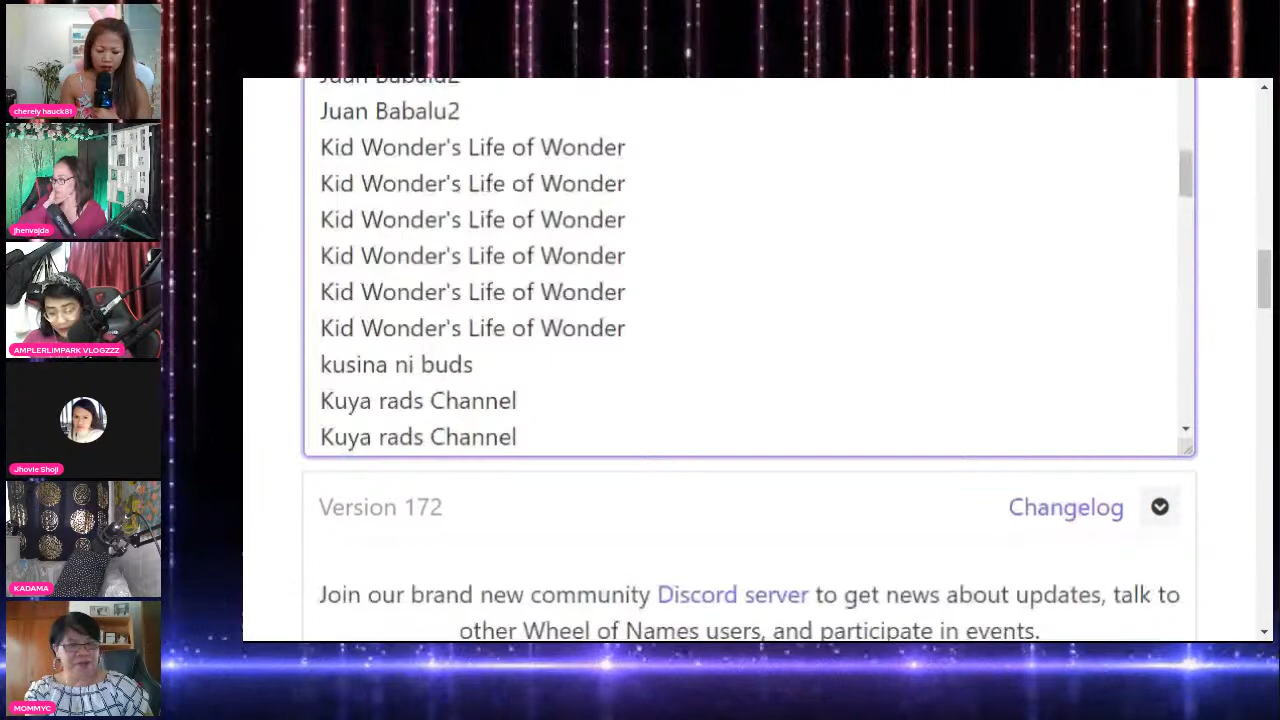 cherely hauck81
jhenvajda
AMPLERLIMPARK VLOGZZZ
Jhovie Shoji
KADAMA
MOMMYC
Juan Babalu2
Juan Babalu2
Kid Wonder's Life of Wonder
Kid Wonder's Life of Wonder
Kid Wonder's Life of Wonder
Kid Wonder's Life of Wonder
Kid Wonder's Life of Wonder
Kid Wonder's Life of Wonder
kusina ni buds
Kuya rads Channel
Kuya rads Channel
Version 172 Changelog
Join our brand new community Discord server to get news about updates, talk to
other Wheel of Names users, and participate in events.